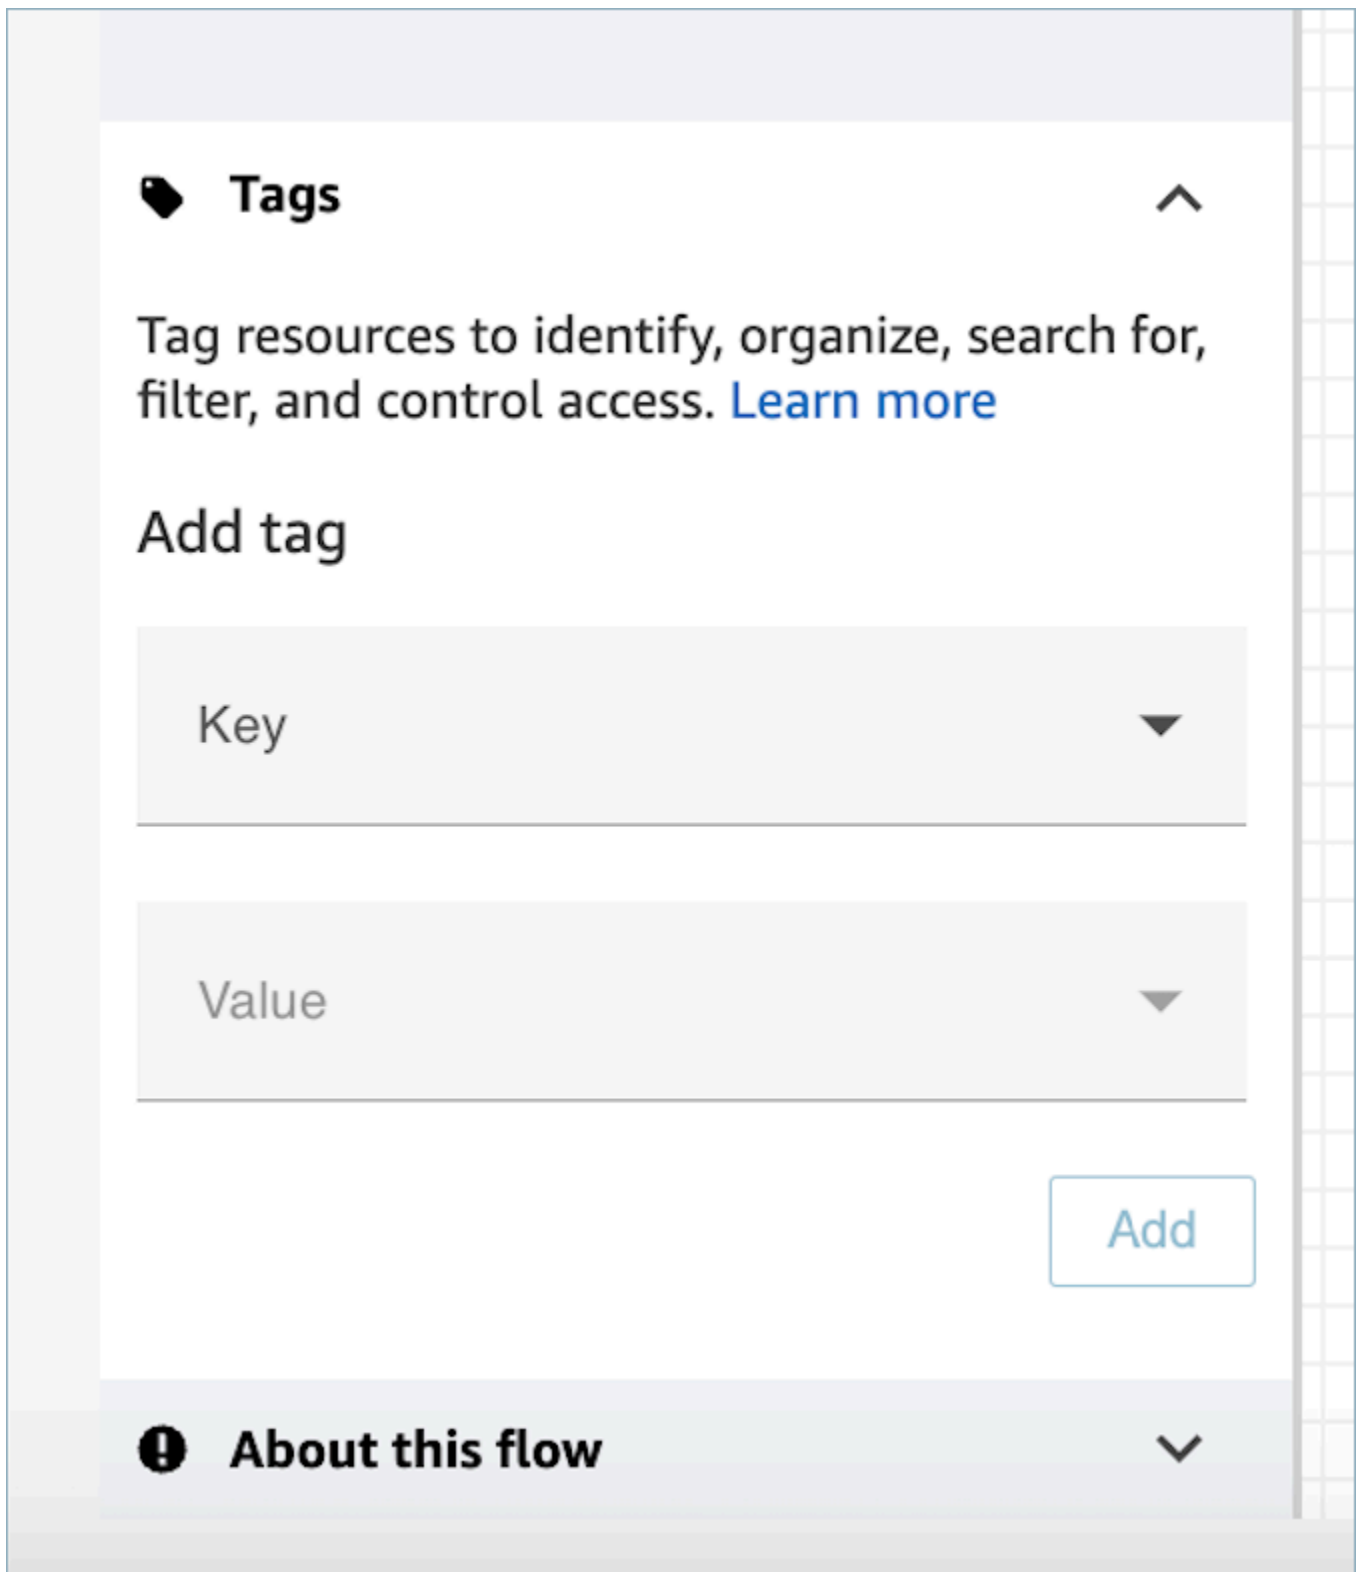 Tags
Tag resources to identify, organize, search for,
filter, and control access. Learn more
Add tag
Key
Value
Add
About this flow